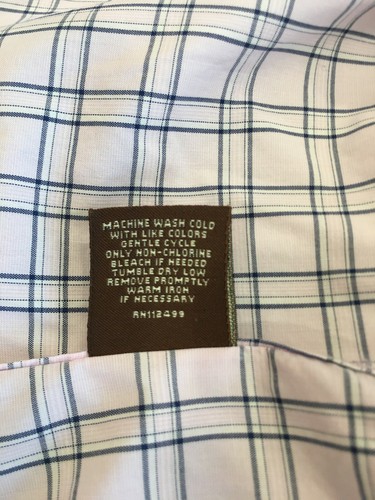 MACHINE WASH COLD
WITH LIKE COLORS
GENTLE CYCLE
ONLY NON-CHLORINE
BLEACH IF NEEDED
TUMBLE DRY LOW
REMOVE PROMPTLY
WARM IRON
IF NECESSARY
RN112499